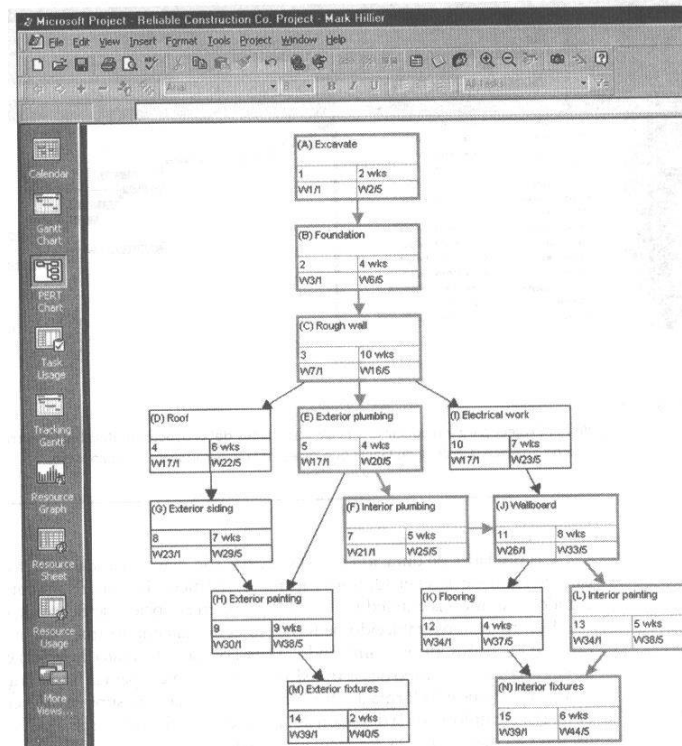 Microsoft Project - Reliable Construction Co. Project - Mark Hillier
File Edit View Insert Format Tools Project Window Help
Arial 8 B I U All Tasks
Calendar
Gantt
Chart
PERT
Chart
Task
Usage
Tracking
Gantt
Resource
Graph
Resource
Sheet
Resource
Usage
More
Views...
(A) Excavate
1 2 wks
W1/1 W2/5
(B) Foundation
2 4 wks
W3/1 W6/5
(C) Rough wall
3 10 wks
W7/1 W16/5
(D) Roof
4 6 wks
W17/1 W22/5
(E) Exterior plumbing
5 4 wks
W17/1 W20/5
(I) Electrical work
10 7 wks
W17/1 W23/5
(G) Exterior siding
8 7 wks
W23/1 W29/5
(F) Interior plumbing
7 5 wks
W21/1 W25/5
(J) Wallboard
11 8 wks
W26/1 W33/5
(H) Exterior painting
9 9 wks
W30/1 W38/5
(K) Flooring
12 4 wks
W34/1 W37/5
(L) Interior painting
13 5 wks
W34/1 W38/5
(M) Exterior fixtures
14 2 wks
W39/1 W40/5
(N) Interior fixtures
15 6 wks
W39/1 W44/5